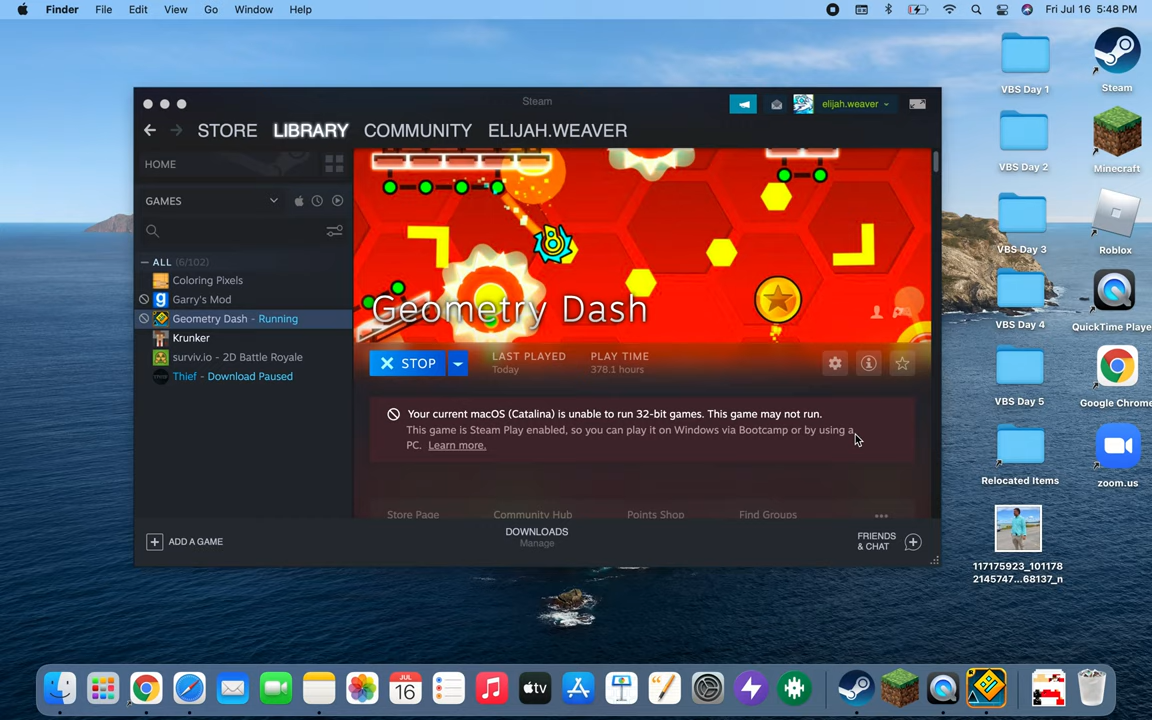 Finder File Edit View Go Window Help
Fri Jul 16 5:48 PM
Steam
elijah.weaver
STORE LIBRARY COMMUNITY ELIJAH.WEAVER
HOME
GAMES
— ALL (6/102)
Coloring Pixels
Garry's Mod
Geometry Dash - Running
Krunker
surviv.io - 2D Battle Royale
Thief - Download Paused
ADD A GAME
Geometry Dash
STOP
LAST PLAYED
Today
PLAY TIME
378.1 hours
Your current macOS (Catalina) is unable to run 32-bit games. This game may not run.
This game is Steam Play enabled, so you can play it on Windows via Bootcamp or by using a
PC. Learn more.
Store Page Community Hub Points Shop Find Groups
DOWNLOADS
Manage
FRIENDS
& CHAT
VBS Day 1
VBS Day 2
VBS Day 3
VBS Day 4
VBS Day 5
Relocated Items
117175923_101178
2145747...68137_n
Steam
Minecraft
Roblox
QuickTime Playe
Google Chrome
zoom.us
JUL
16
tv